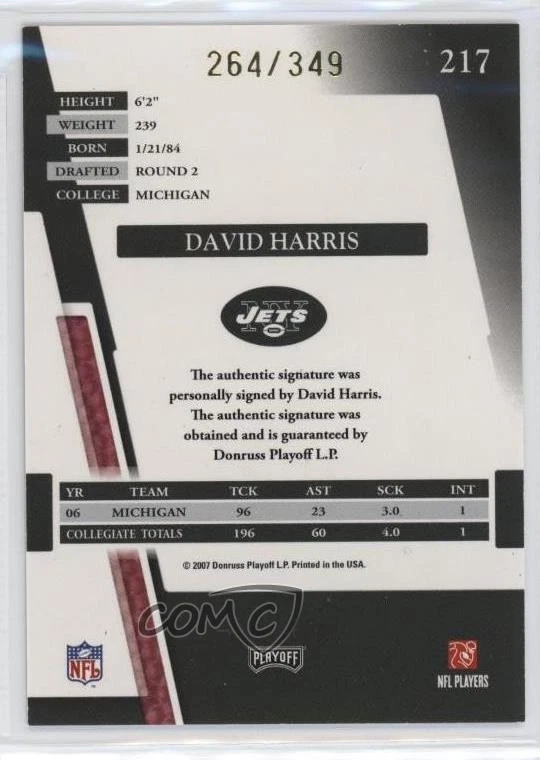 264/349
217
HEIGHT 6'2"
WEIGHT 239
BORN 1/21/84
DRAFTED ROUND 2
COLLEGE MICHIGAN
DAVID HARRIS
NY JETS
The authentic signature was
personally signed by David Harris.
The authentic signature was
obtained and is guaranteed by
Donruss Playoff L.P.
YR TEAM TCK AST SCK INT
06 MICHIGAN 96 23 3.0 1
COLLEGIATE TOTALS 196 60 4.0 1
© 2007 Donruss Playoff L.P. Printed in the USA.
COMC
NFL
PLAYOFF
NFL PLAYERS